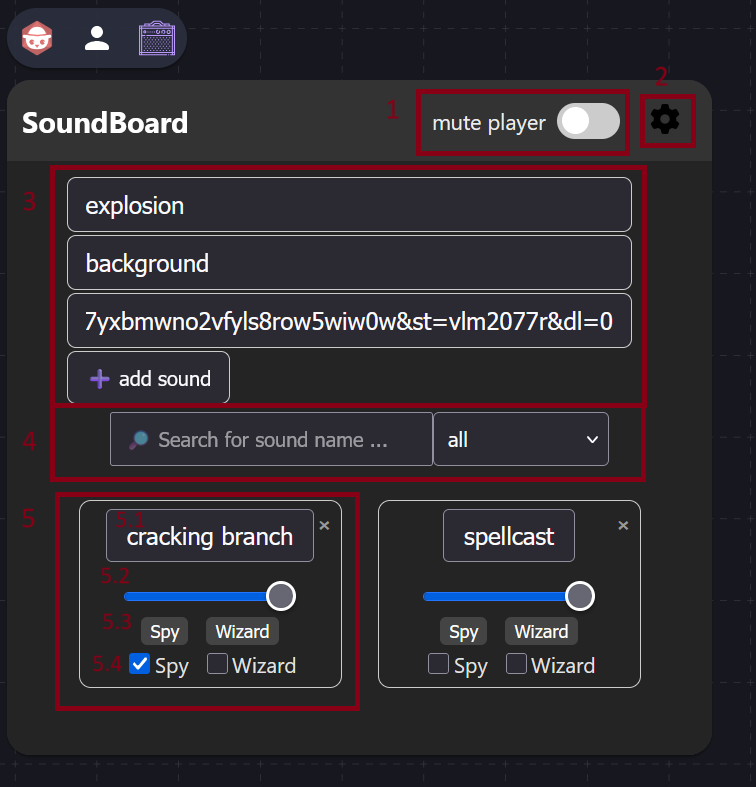 2
SoundBoard
1
mute player
3
explosion
background
7yxbmwno2vfyls8row5wiw0w&st=vlm2077r&dl=0
add sound
4
Search for sound name ...
all
5
5.1
cracking branch
×
spellcast
×
5.2
5.3
Spy Wizard
Spy Wizard
5.4
Spy Wizard
Spy Wizard